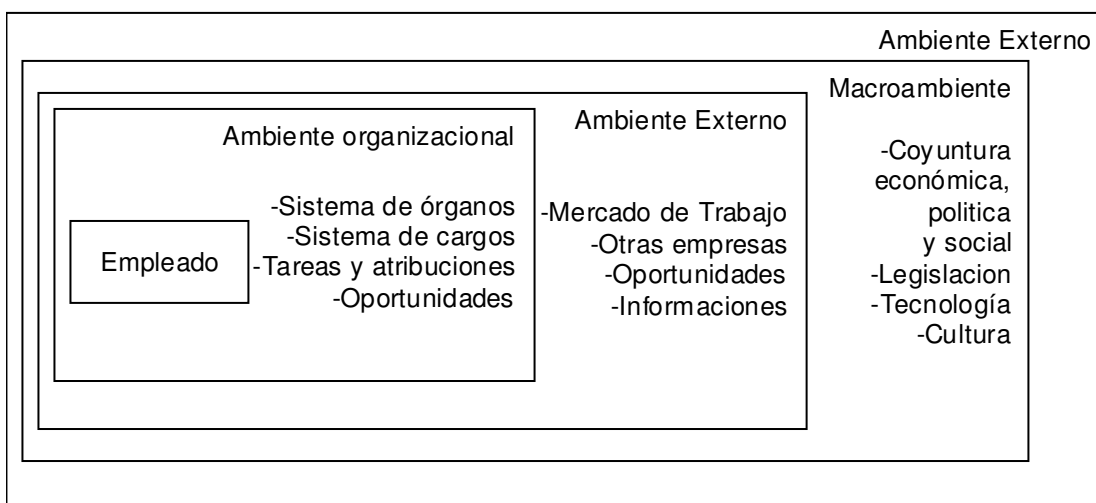 Ambiente Externo
Macroambiente
-Coyuntura
económica,
politica
y social
-Legislacion
-Tecnología
-Cultura
Ambiente Externo
-Mercado de Trabajo
-Otras empresas
-Oportunidades
-Informaciones
Ambiente organizacional
-Sistema de órganos
-Sistema de cargos
-Tareas y atribuciones
-Oportunidades
Empleado